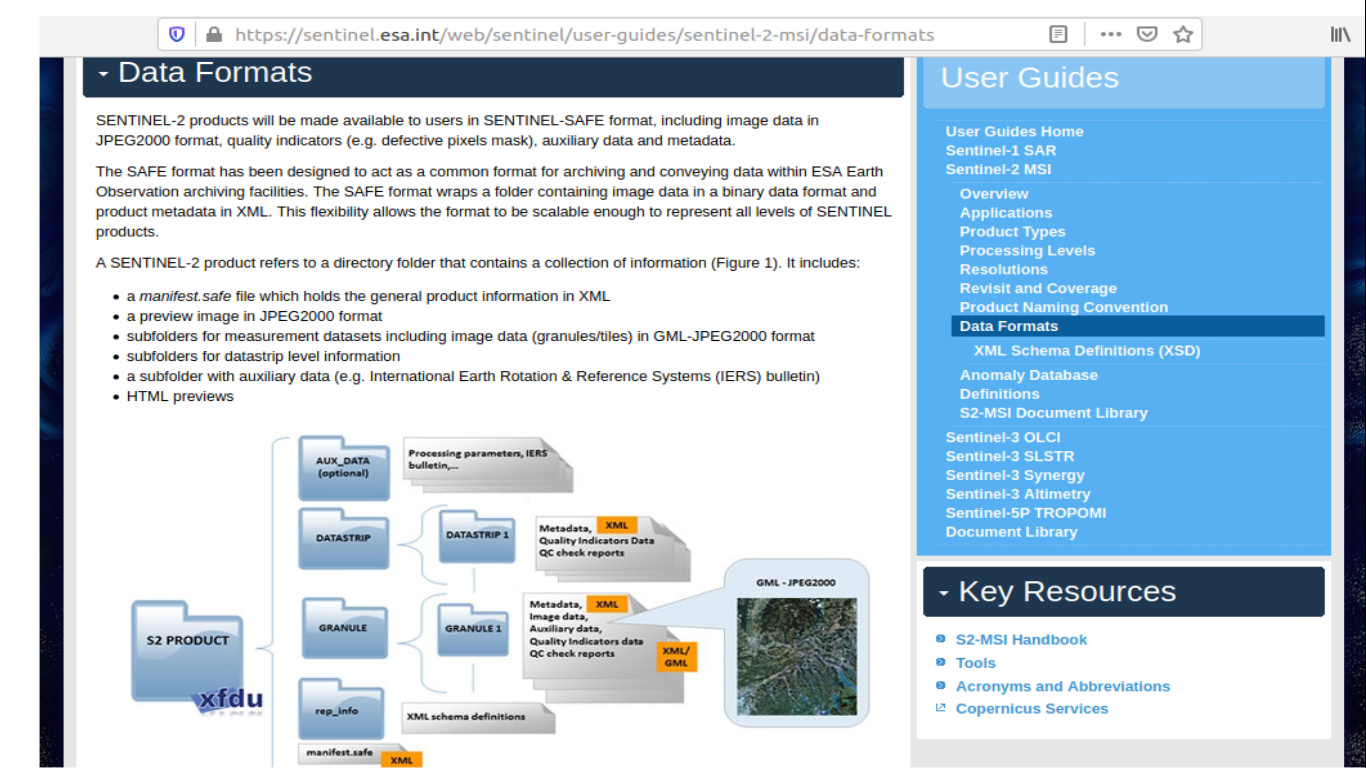 https://sentinel.esa.int/web/sentinel/user-guides/sentinel-2-msi/data-formats
Data Formats
SENTINEL-2 products will be made available to users in SENTINEL-SAFE format, including image data in
JPEG2000 format, quality indicators (e.g. defective pixels mask), auxiliary data and metadata.
The SAFE format has been designed to act as a common format for archiving and conveying data within ESA Earth
Observation archiving facilities. The SAFE format wraps a folder containing image data in a binary data format and
product metadata in XML. This flexibility allows the format to be scalable enough to represent all levels of SENTINEL
products.
A SENTINEL-2 product refers to a directory folder that contains a collection of information (Figure 1). It includes:
• a manifest.safe file which holds the general product information in XML
• a preview image in JPEG2000 format
• subfolders for measurement datasets including image data (granules/tiles) in GML-JPEG2000 format
• subfolders for datastrip level information
• a subfolder with auxiliary data (e.g. International Earth Rotation & Reference Systems (IERS) bulletin)
• HTML previews
S2 PRODUCT
xfdu
AUX_DATA
(optional)
Processing parameters, IERS
bulletin,...
DATASTRIP
DATASTRIP 1
Metadata, XML
Quality Indicators Data
QC check reports
GRANULE
GRANULE 1
Metadata, XML
Image data,
Auxiliary data,
Quality Indicators data
QC check reports
XML/
GML
GML - JPEG2000
rep_info
XML schema definitions
manifest.safe
XML
User Guides
User Guides Home
Sentinel-1 SAR
Sentinel-2 MSI
Overview
Applications
Product Types
Processing Levels
Resolutions
Revisit and Coverage
Product Naming Convention
Data Formats
XML Schema Definitions (XSD)
Anomaly Database
Definitions
S2-MSI Document Library
Sentinel-3 OLCI
Sentinel-3 SLSTR
Sentinel-3 Synergy
Sentinel-3 Altimetry
Sentinel-5P TROPOMI
Document Library
Key Resources
S2-MSI Handbook
Tools
Acronyms and Abbreviations
Copernicus Services